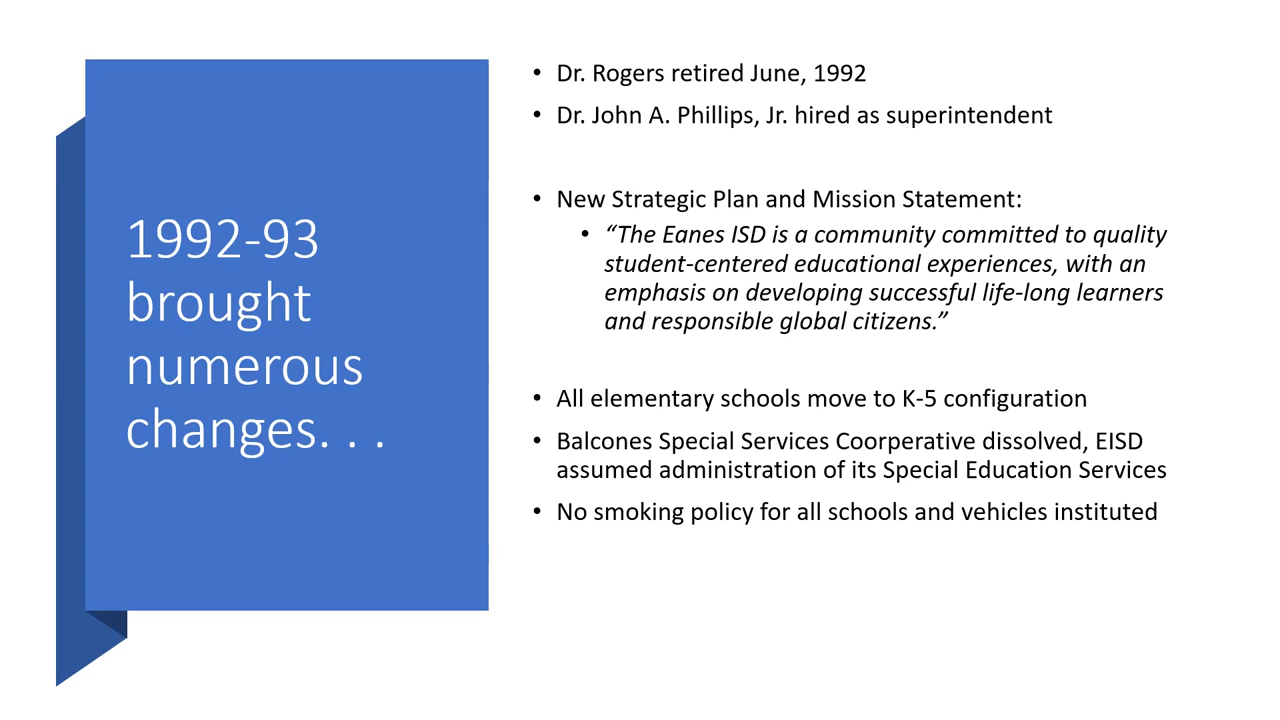 1992-93
brought
numerous
changes. . .
• Dr. Rogers retired June, 1992
• Dr. John A. Phillips, Jr. hired as superintendent
• New Strategic Plan and Mission Statement:
• “The Eanes ISD is a community committed to quality
student-centered educational experiences, with an
emphasis on developing successful life-long learners
and responsible global citizens.”
• All elementary schools move to K-5 configuration
• Balcones Special Services Coorperative dissolved, EISD
assumed administration of its Special Education Services
• No smoking policy for all schools and vehicles instituted